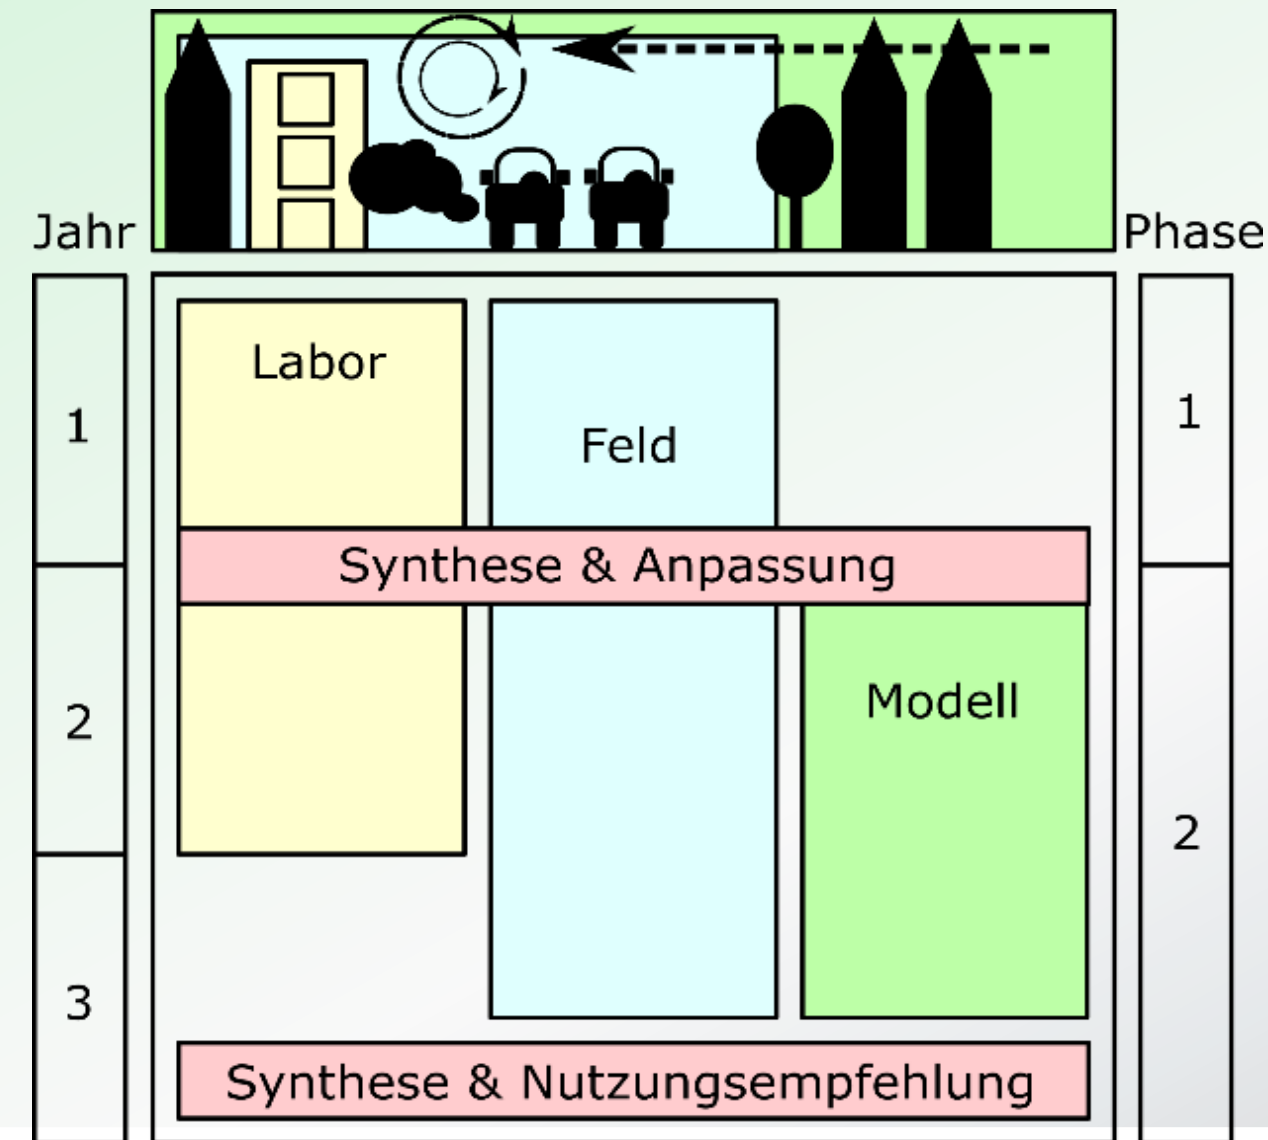 Jahr
Phase
Labor
1
1
Feld
Synthese & Anpassung
Modell
2
2
3
Synthese & Nutzungsempfehlung